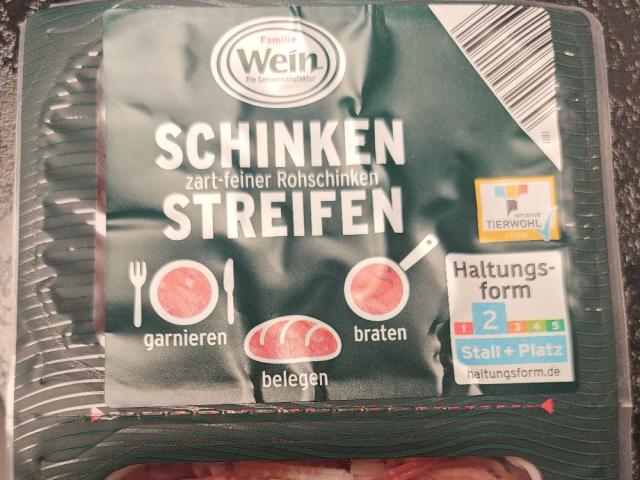 Familie
Wein
Die Genussmanufaktur
SCHINKEN
zart-feiner Rohschinken
STREIFEN
INITIATIVE
TIERWOHL
garnieren
belegen
braten
Haltungs-
form
1 2 3 4 5
Stall + Platz
haltungsform.de